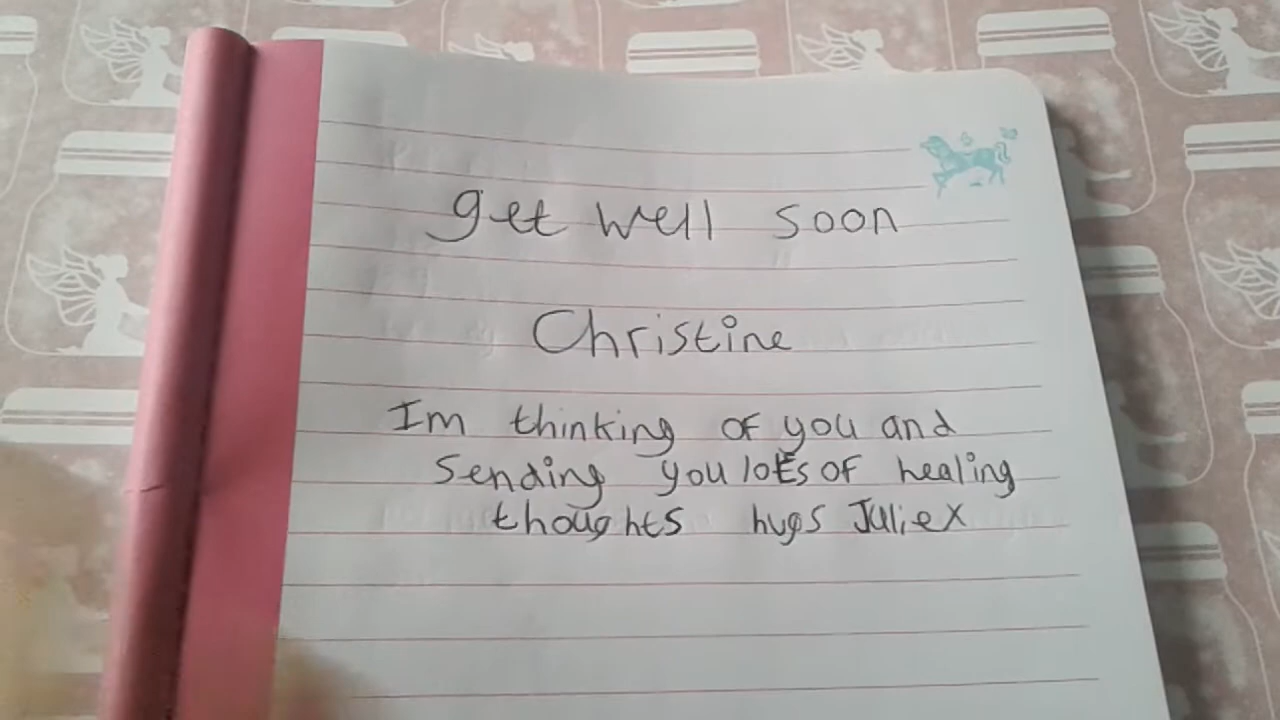 get well soon
Christine
Im thinking of you and
Sending you lots of healing
thoughts hugs Julie x